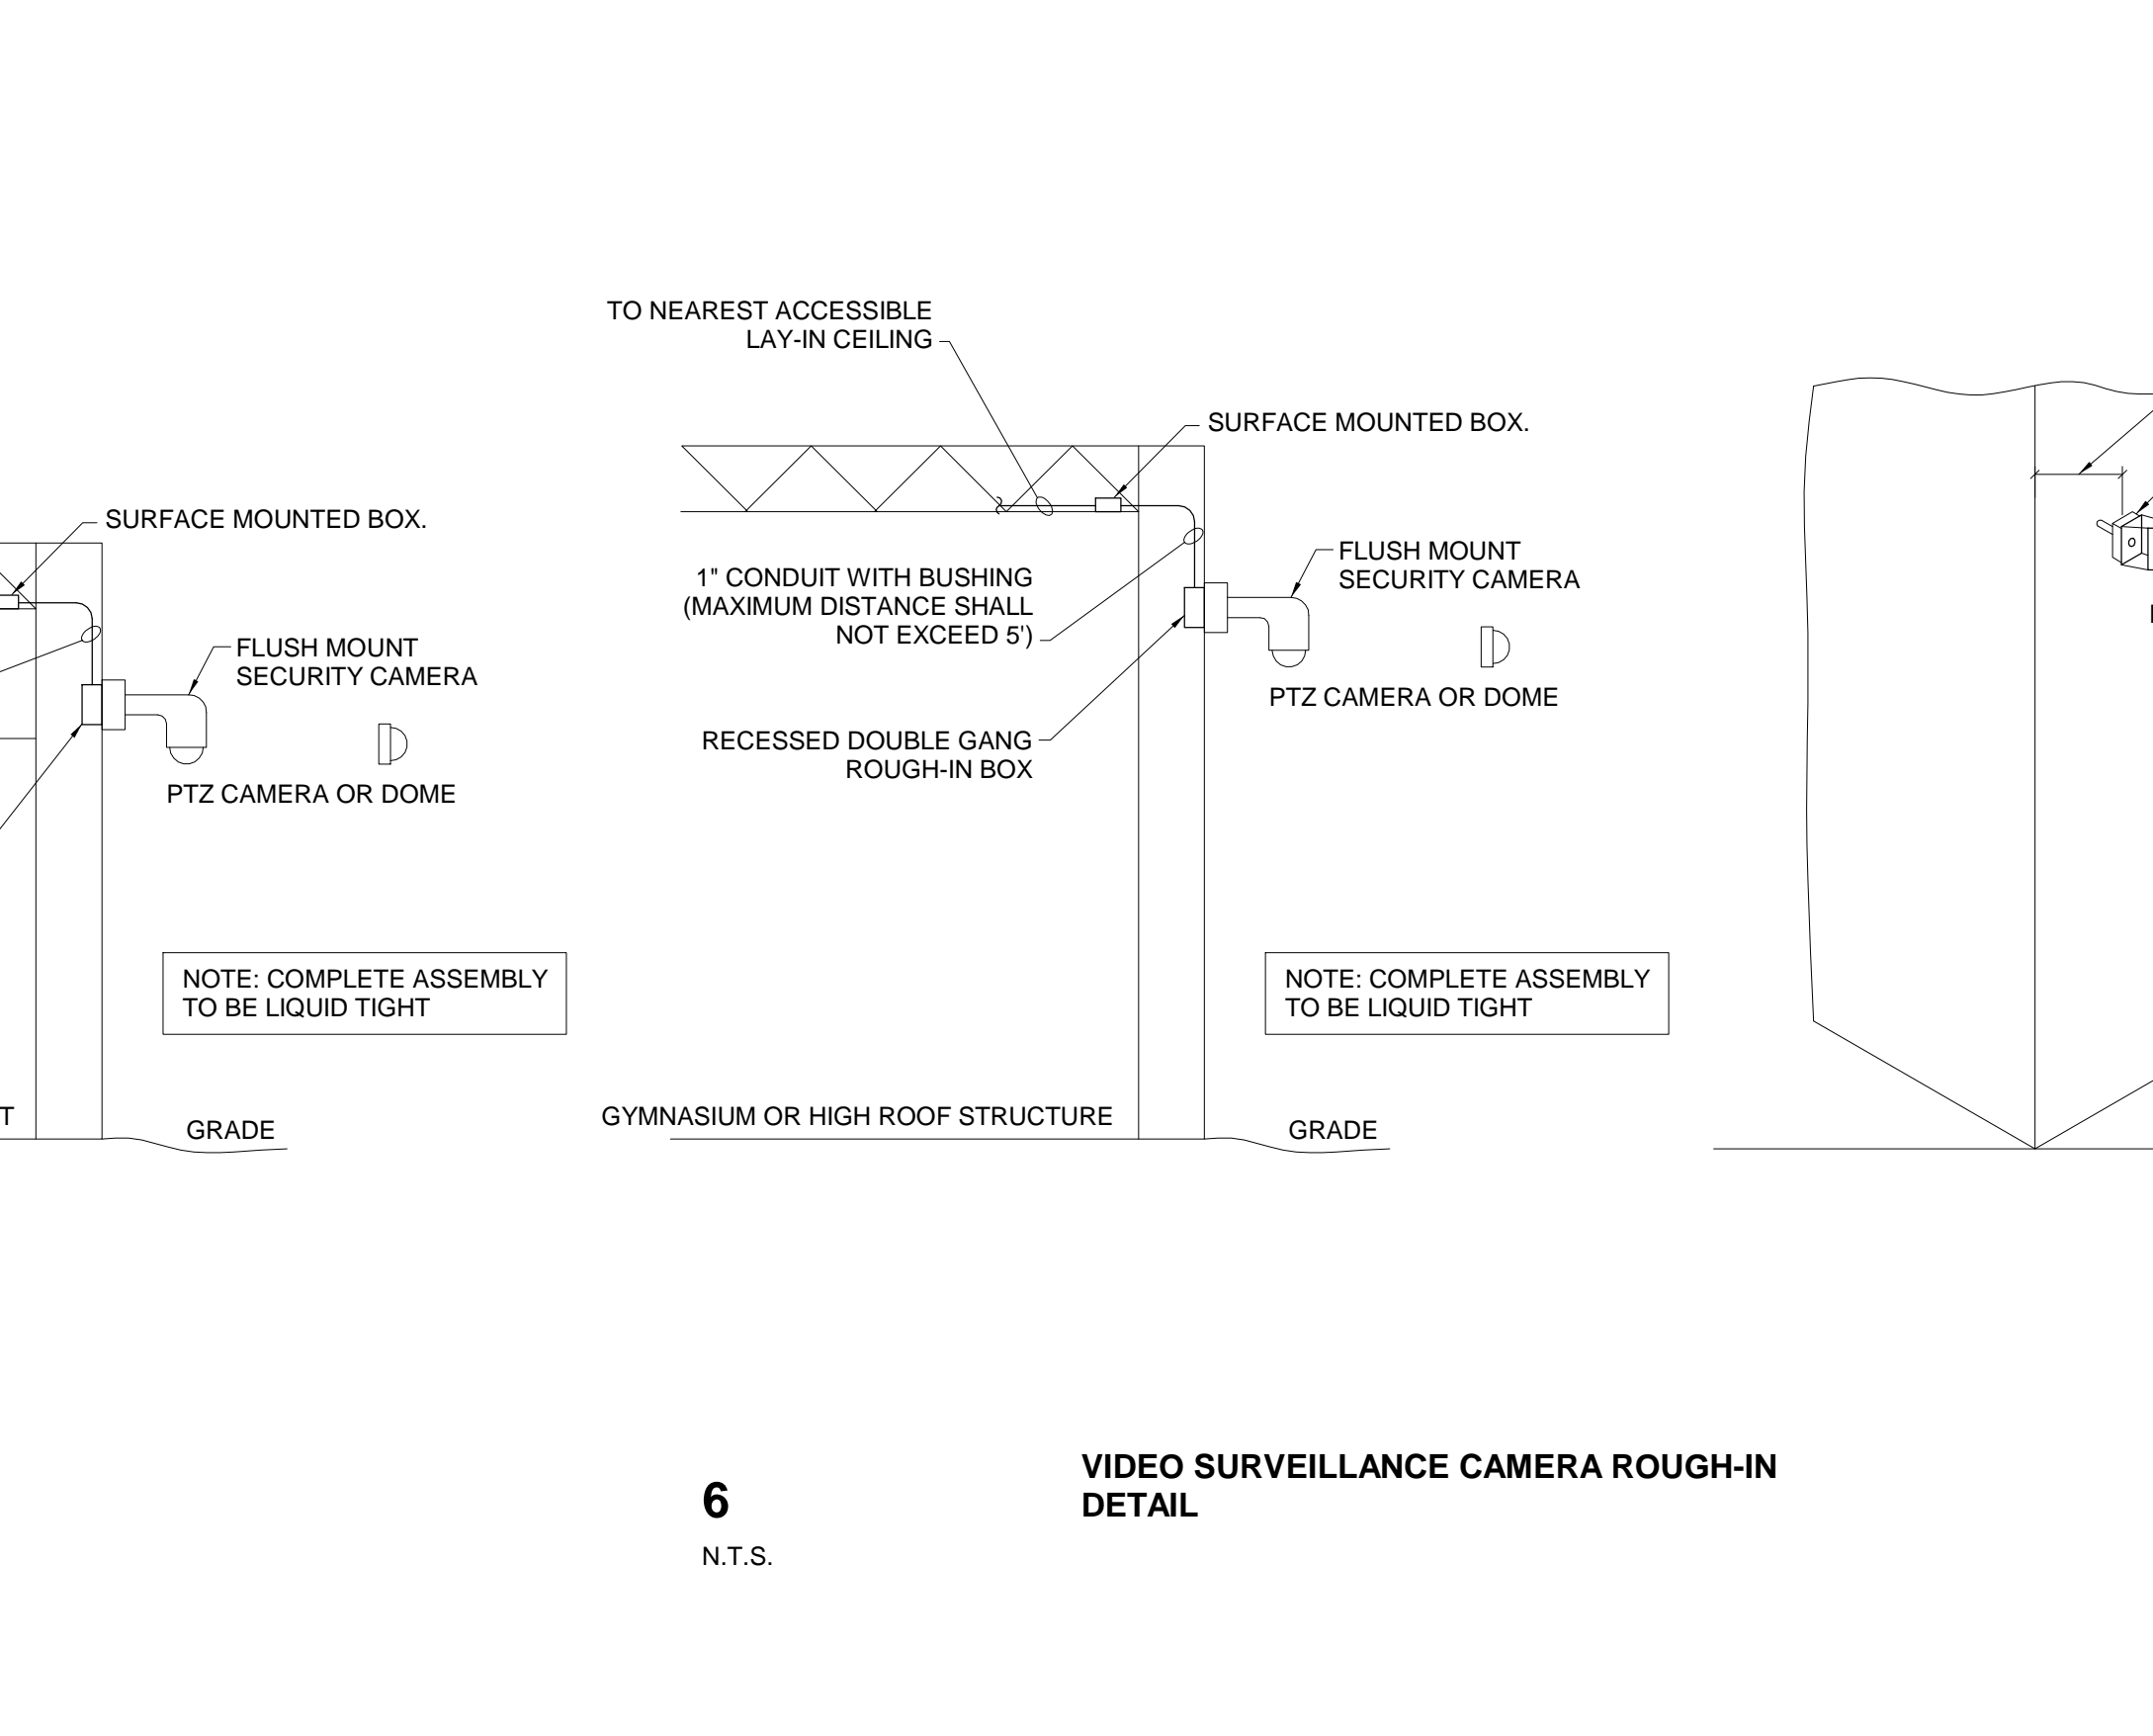 SURFACE MOUNTED BOX.
FLUSH MOUNT
SECURITY CAMERA
PTZ CAMERA OR DOME
NOTE: COMPLETE ASSEMBLY
TO BE LIQUID TIGHT
GRADE
TO NEAREST ACCESSIBLE
LAY-IN CEILING
SURFACE MOUNTED BOX.
1" CONDUIT WITH BUSHING
(MAXIMUM DISTANCE SHALL
NOT EXCEED 5')
FLUSH MOUNT
SECURITY CAMERA
PTZ CAMERA OR DOME
RECESSED DOUBLE GANG
ROUGH-IN BOX
NOTE: COMPLETE ASSEMBLY
TO BE LIQUID TIGHT
GYMNASIUM OR HIGH ROOF STRUCTURE
GRADE
6
N.T.S.
VIDEO SURVEILLANCE CAMERA ROUGH-IN
DETAIL